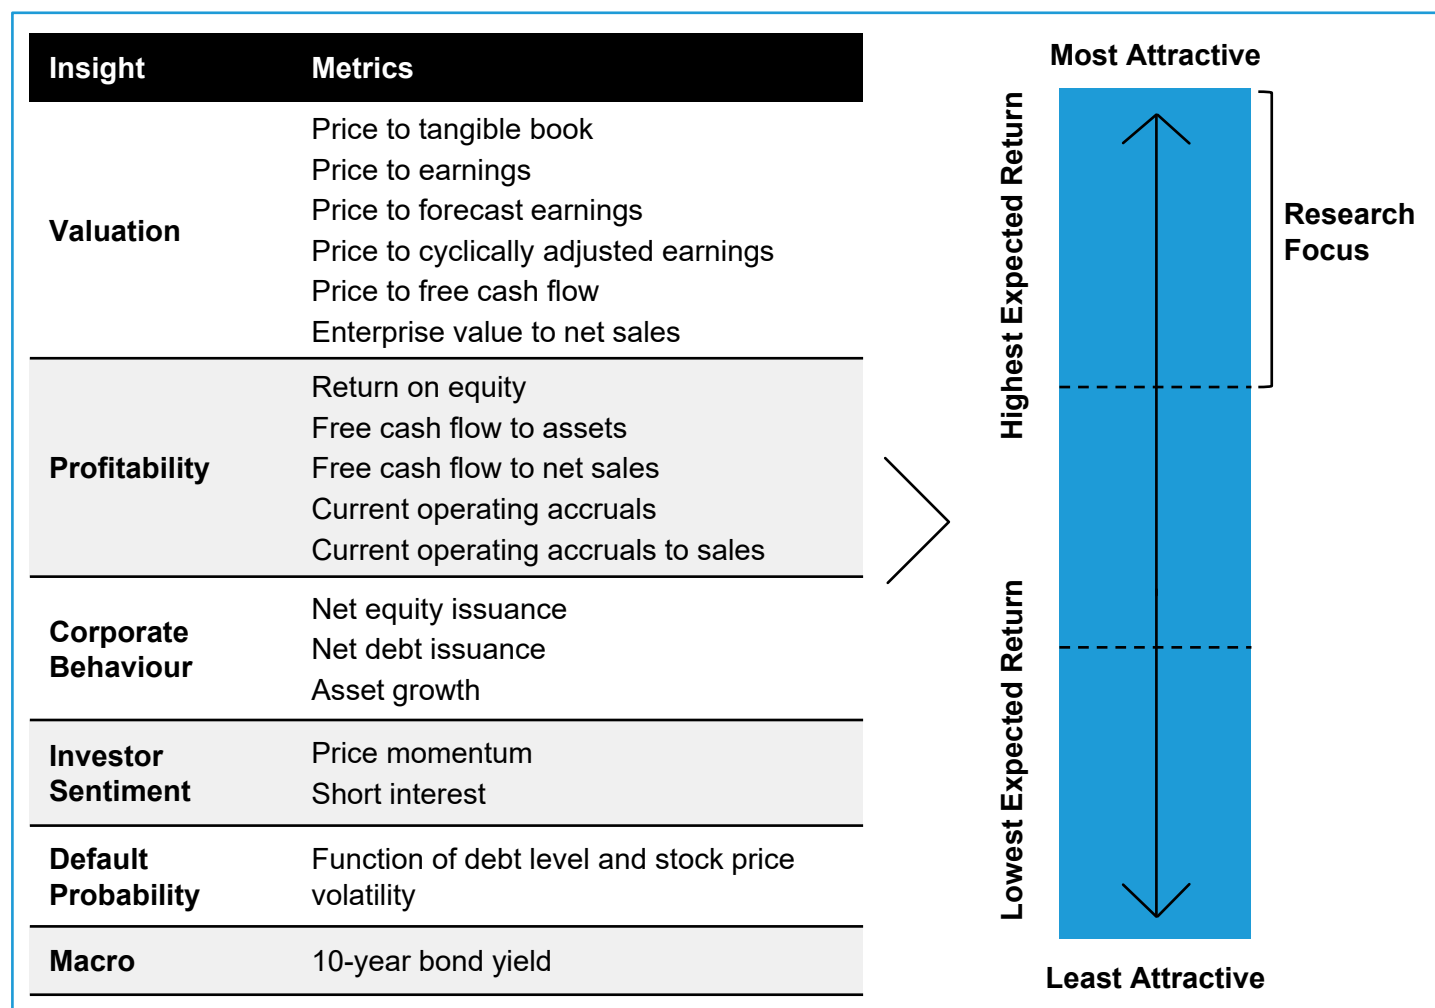 Insight Metrics
Valuation
Price to tangible book
Price to earnings
Price to forecast earnings
Price to cyclically adjusted earnings
Price to free cash flow
Enterprise value to net sales
Profitability
Return on equity
Free cash flow to assets
Free cash flow to net sales
Current operating accruals
Current operating accruals to sales
Corporate
Behaviour
Net equity issuance
Net debt issuance
Asset growth
Investor
Sentiment
Price momentum
Short interest
Default
Probability
Function of debt level and stock price
volatility
Macro
10-year bond yield
Most Attractive
Highest Expected Return
Research
Focus
Lowest Expected Return
Least Attractive